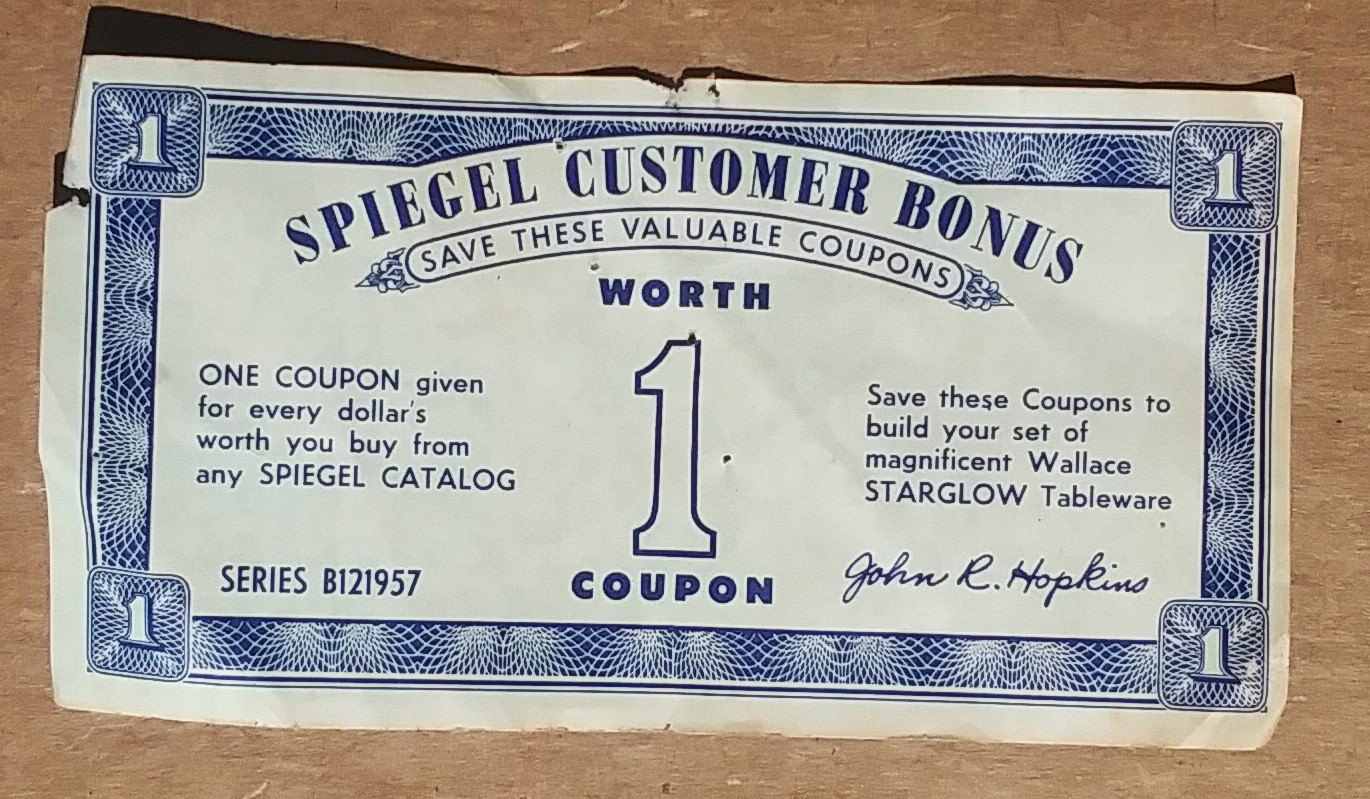 1
1
SPIEGEL CUSTOMER BONUS
SAVE THESE VALUABLE COUPONS
WORTH
1
COUPON
ONE COUPON given
for every dollar's
worth you buy from
any SPIEGEL CATALOG
SERIES B121957
Save these Coupons to
build your set of
magnificent Wallace
STARGLOW Tableware
John R. Hopkins
1
1